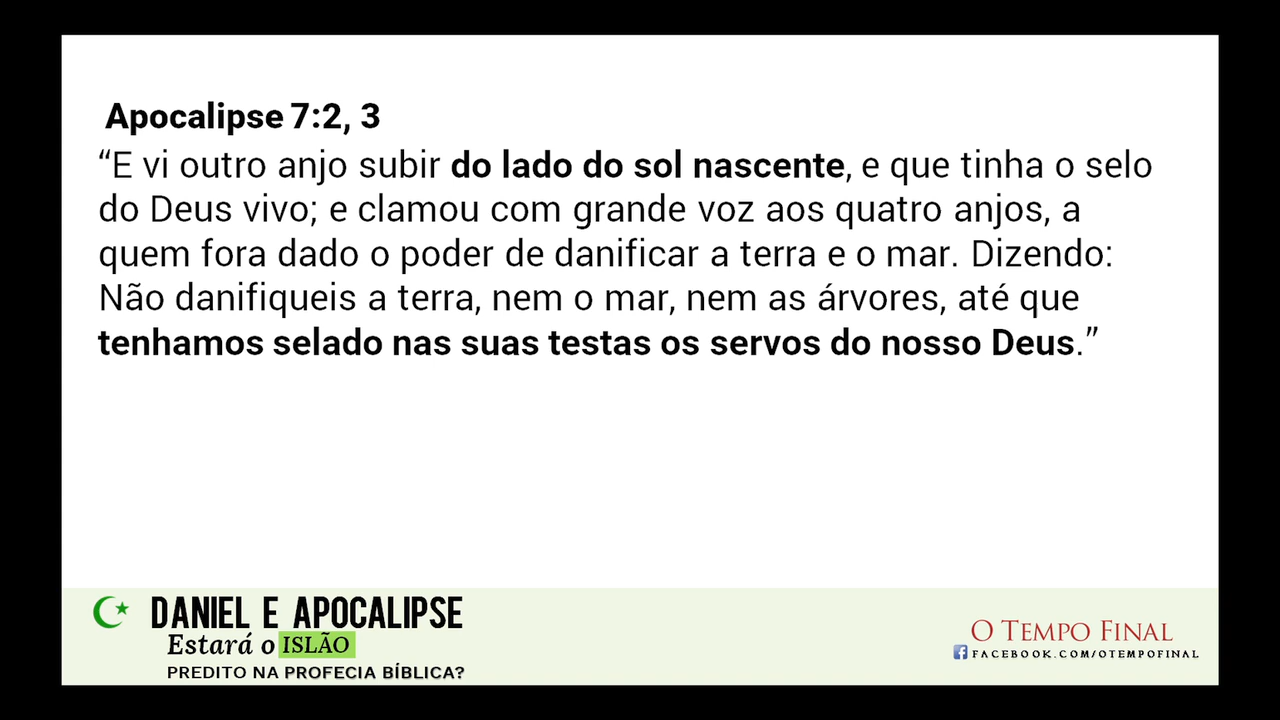 Apocalipse 7:2, 3
“E vi outro anjo subir do lado do sol nascente, e que tinha o selo
do Deus vivo; e clamou com grande voz aos quatro anjos, a
quem fora dado o poder de danificar a terra e o mar. Dizendo:
Não danifiqueis a terra, nem o mar, nem as árvores, até que
tenhamos selado nas suas testas os servos do nosso Deus.”
DANIEL E APOCALIPSE
Estará o ISLÃO
PREDITO NA PROFECIA BÍBLICA?
O TEMPO FINAL
FACEBOOK.COM/OTEMPOFINAL